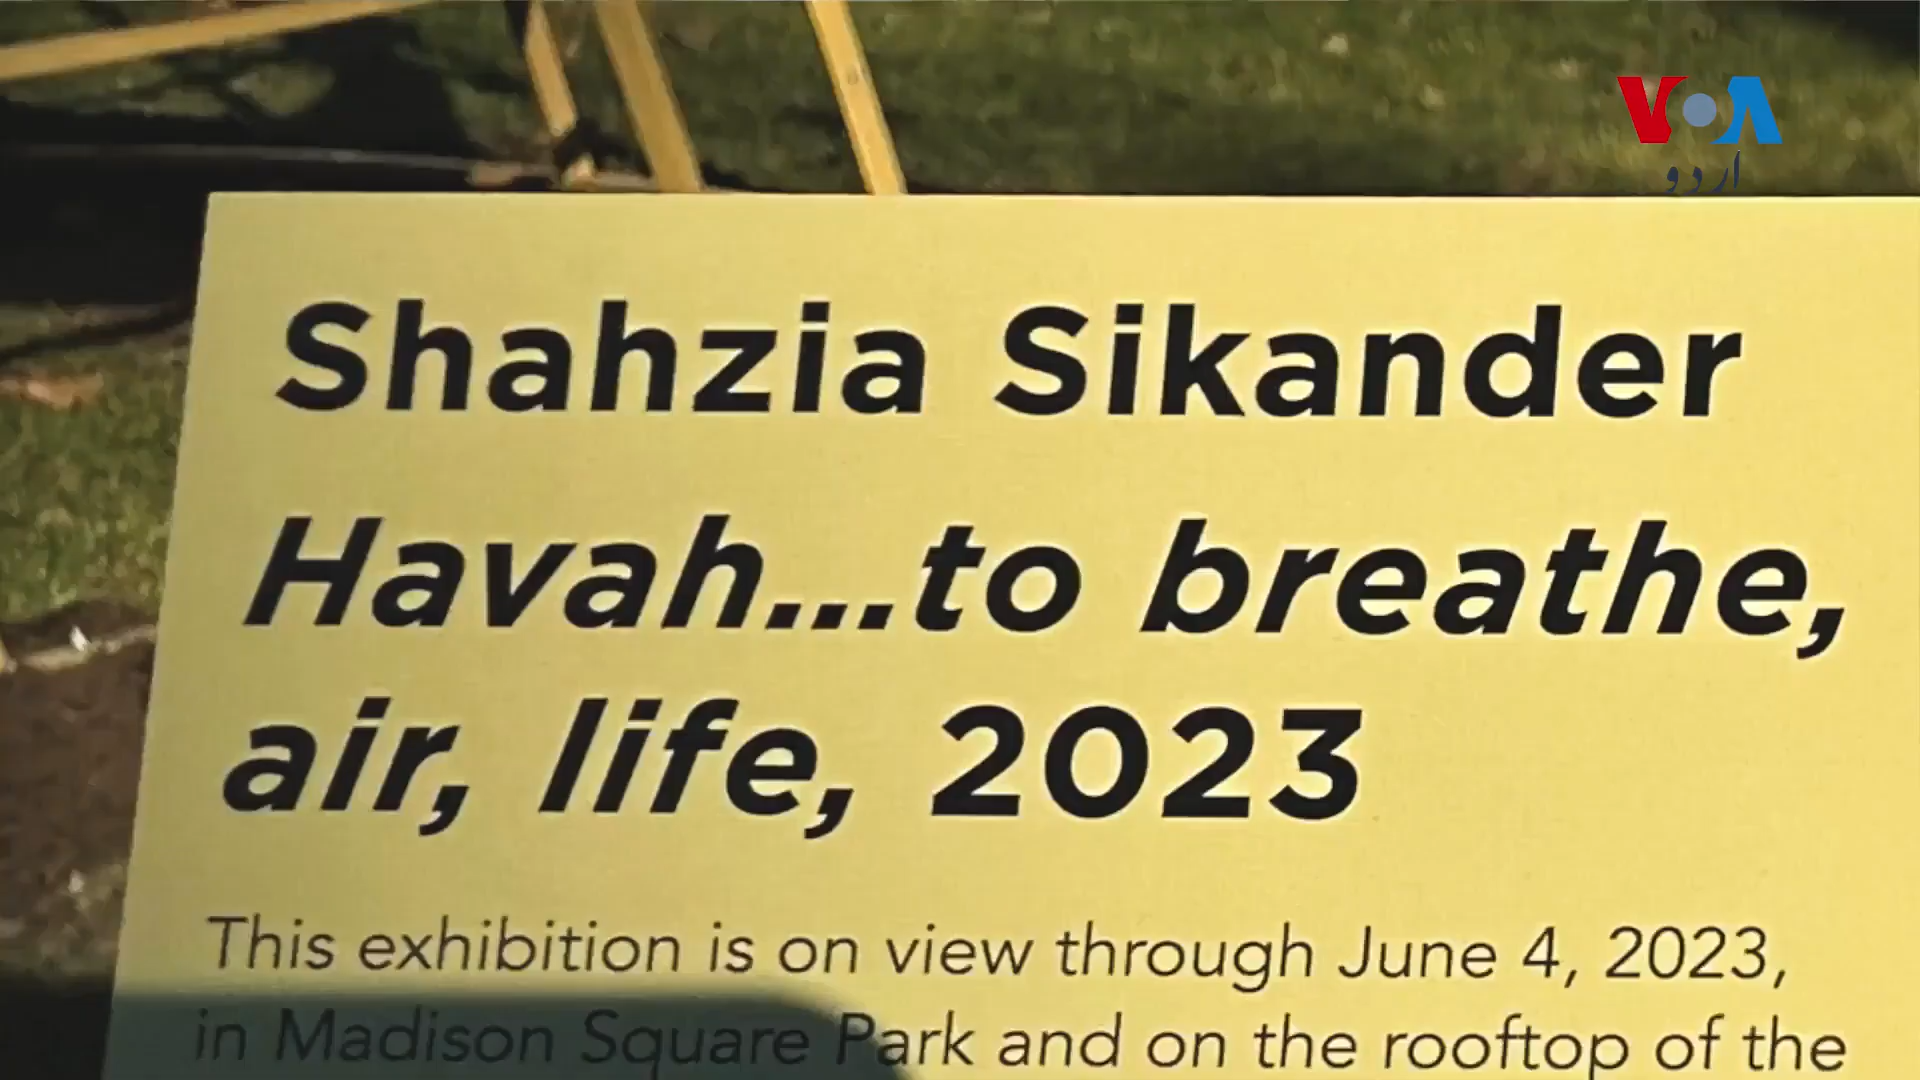 VOA
اردو
Shahzia Sikander
Havah...to breathe,
air, life, 2023
This exhibition is on view through June 4, 2023,
in Madison Square Park and on the rooftop of the